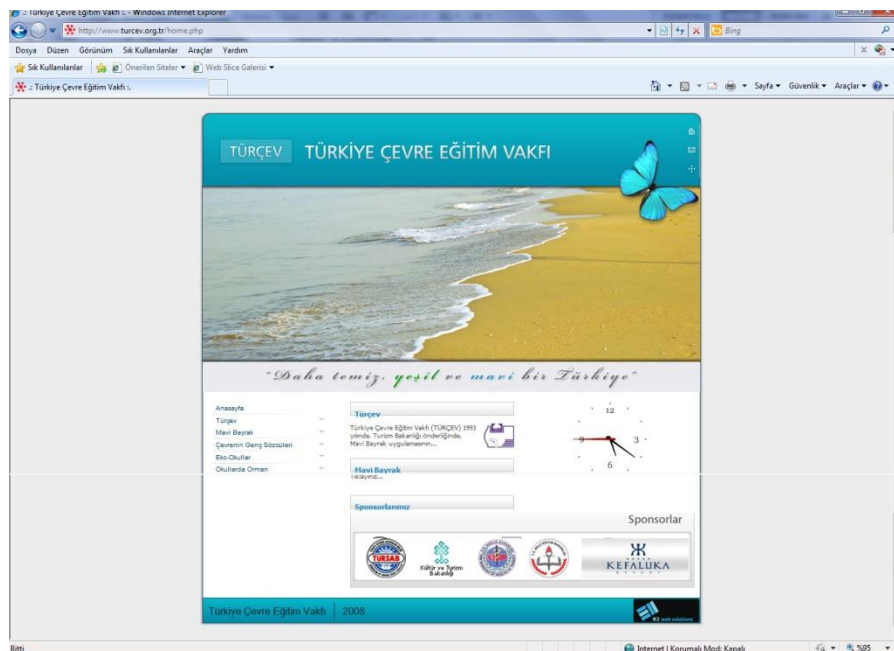 .: Türkiye Çevre Eğitim Vakfı :. - Windows Internet Explorer
http://www.turcev.org.tr/home.php
Bing
Dosya Düzen Görünüm Sık Kullanılanlar Araçlar Yardım
Sık Kullanılanlar Önerilen Siteler Web Slice Galerisi
.: Türkiye Çevre Eğitim Vakfı :.
Sayfa Güvenlik Araçlar
TÜRÇEV TÜRKİYE ÇEVRE EĞİTİM VAKFI
"Daha temiz, yeşil ve mavi bir Türkiye"
Anasayfa
Türçev
Mavi Bayrak
Çevrenin Genç Sözcüleri
Eko-Okullar
Okullarda Orman
Türçev
Türkiye Çevre Eğitim Vakfı (TÜRÇEV) 1993
yılında, Turizm Bakanlığı önderliğinde,
Mavi Bayrak uygulamasının...
Mavi Bayrak
Tıklayınız...
Sponsorlarımız
12
3
6
9
Sponsorlar
TURSAB
Kültür ve Turizm
Bakanlığı
KEFALUKA
Türkiye Çevre Eğitim Vakfı 2008
web solutions
Bitti
Internet | Korumalı Mod: Kapalı
%95